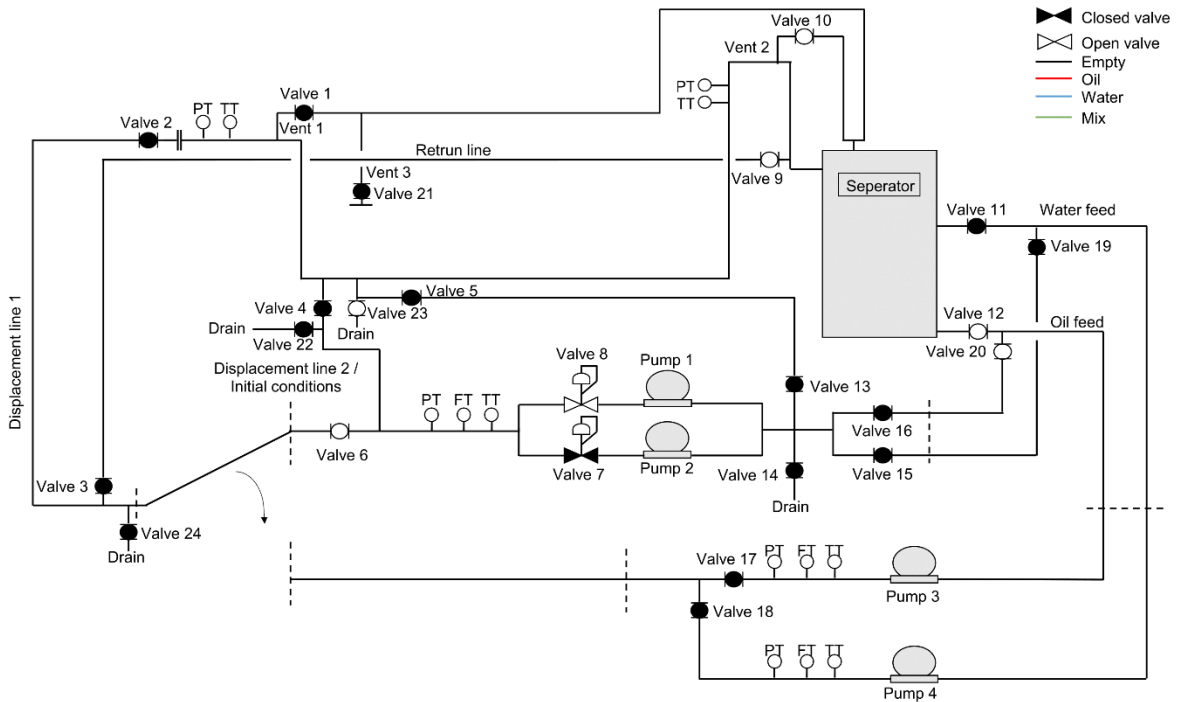 Closed valve
Open valve
Empty
Oil
Water
Mix
Valve 10
Vent 2
PT
TT
Valve 1
PT TT
Valve 2
Vent 1
Retrun line
Vent 3
Valve 21
Valve 9
Seperator
Valve 11
Water feed
Valve 19
Valve 4
Valve 5
Valve 23
Drain
Drain
Valve 22
Valve 12
Oil feed
Valve 20
Displacement line 1
Displacement line 2 /
Initial conditions
Valve 8
Pump 1
Valve 13
PT FT TT
Valve 16
Valve 6
Valve 7
Pump 2
Valve 14
Valve 15
Drain
Valve 3
Valve 24
Drain
Valve 17
PT FT TT
Pump 3
Valve 18
PT FT TT
Pump 4